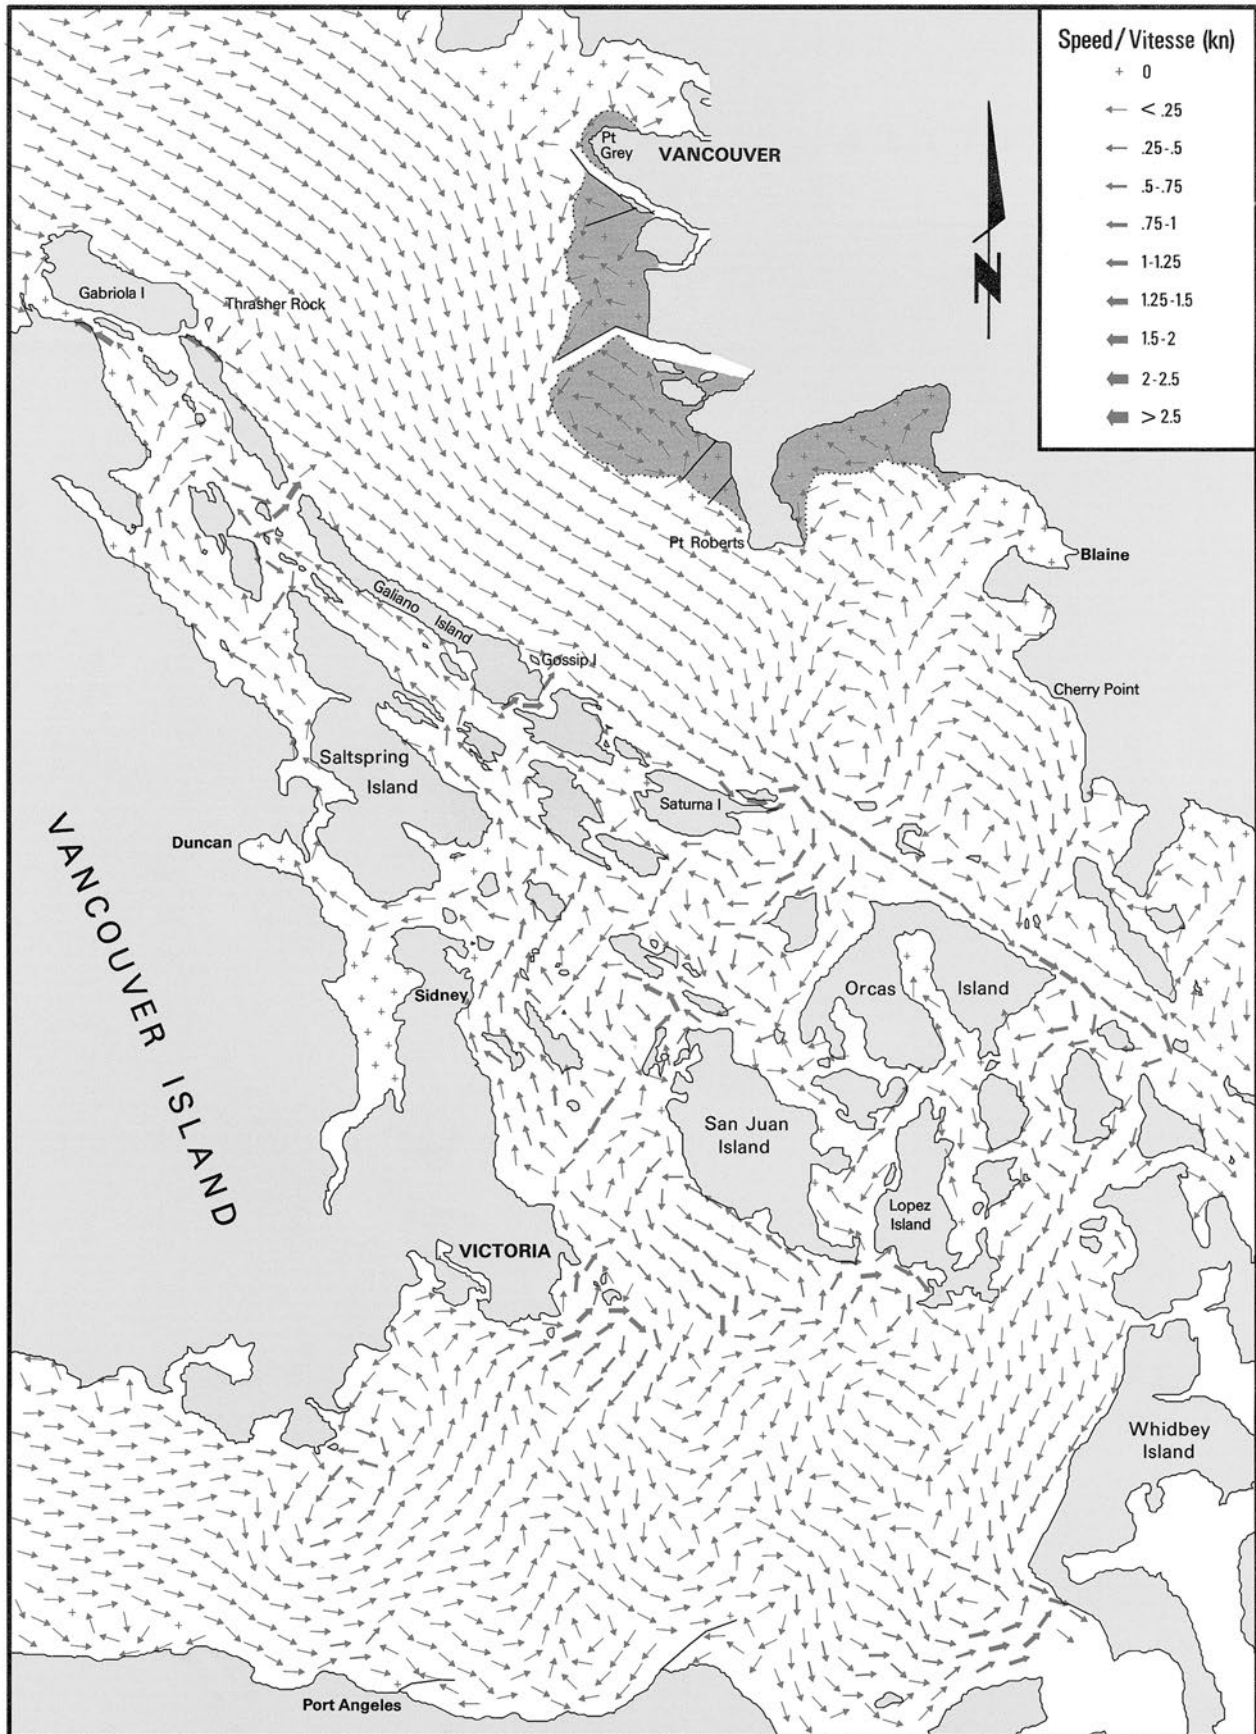 Speed/Vitesse (kn)
+ 0
< .25
.25-.5
.5-.75
.75-1
1-1.25
1.25-1.5
1.5-2
2-2.5
> 2.5
Pt
Grey
VANCOUVER
N
Gabriola I
Thrasher Rock
Pt Roberts
Blaine
Galiano
Island
Gossip I
Cherry Point
Saltspring
Island
Saturna I
Duncan
VANCOUVER ISLAND
Sidney
Orcas Island
San Juan
Island
Lopez
Island
VICTORIA
Whidbey
Island
Port Angeles